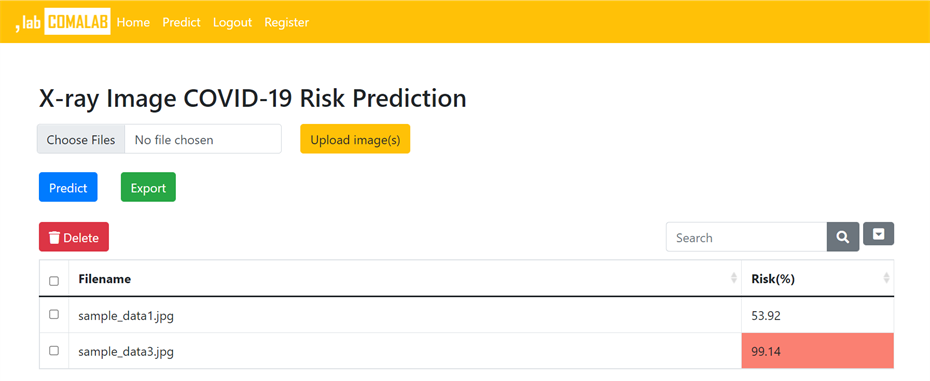 , lab COMALAB Home Predict Logout Register
X-ray Image COVID-19 Risk Prediction
Choose Files No file chosen Upload image(s)
Predict Export
Delete Search
Filename Risk(%)
sample_data1.jpg 53.92
sample_data3.jpg 99.14